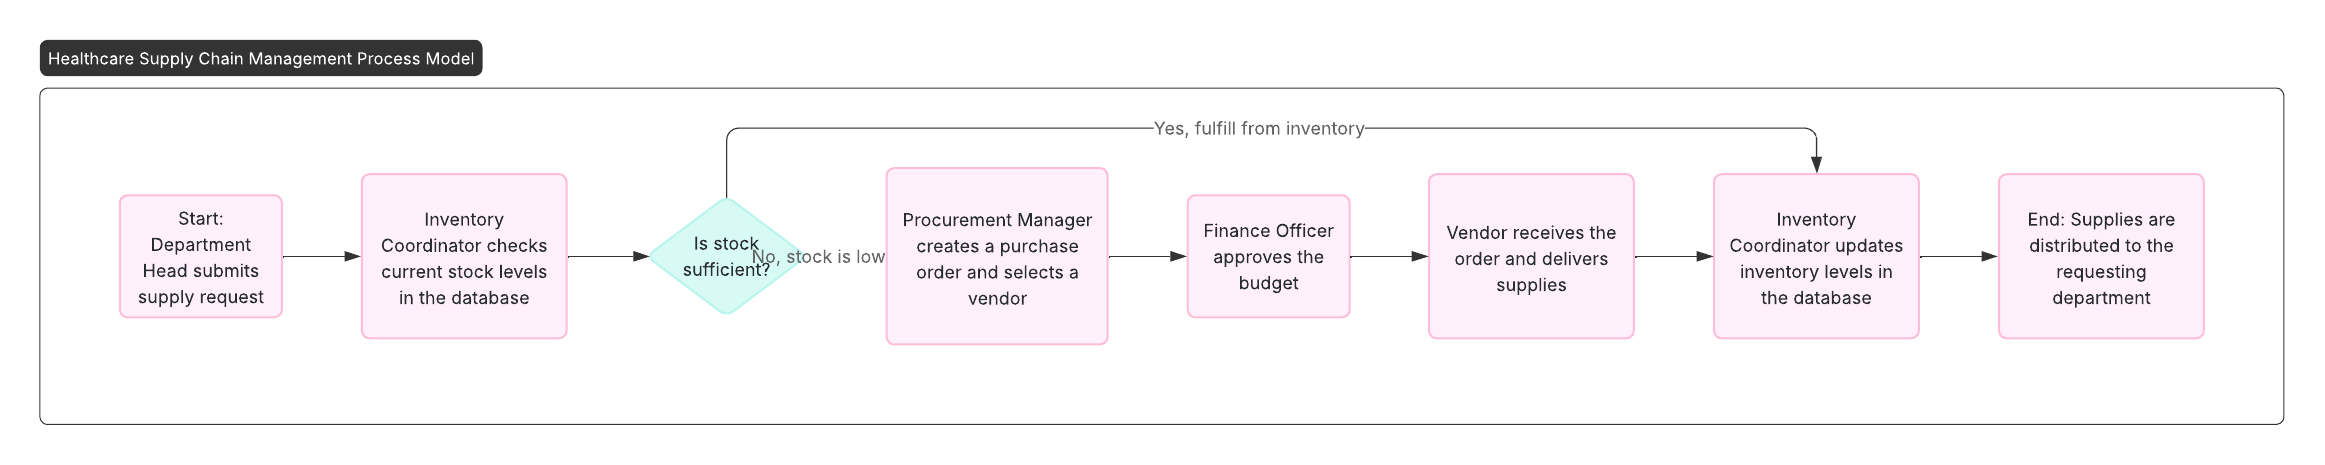 Healthcare Supply Chain Management Process Model
Yes, fulfill from inventory
Start:
Department
Head submits
supply request
Inventory
Coordinator checks
current stock levels
in the database
Is stock
sufficient?
No, stock is low
Procurement Manager
creates a purchase
order and selects a
vendor
Finance Officer
approves the
budget
Vendor receives the
order and delivers
supplies
Inventory
Coordinator updates
inventory levels in
the database
End: Supplies are
distributed to the
requesting
department